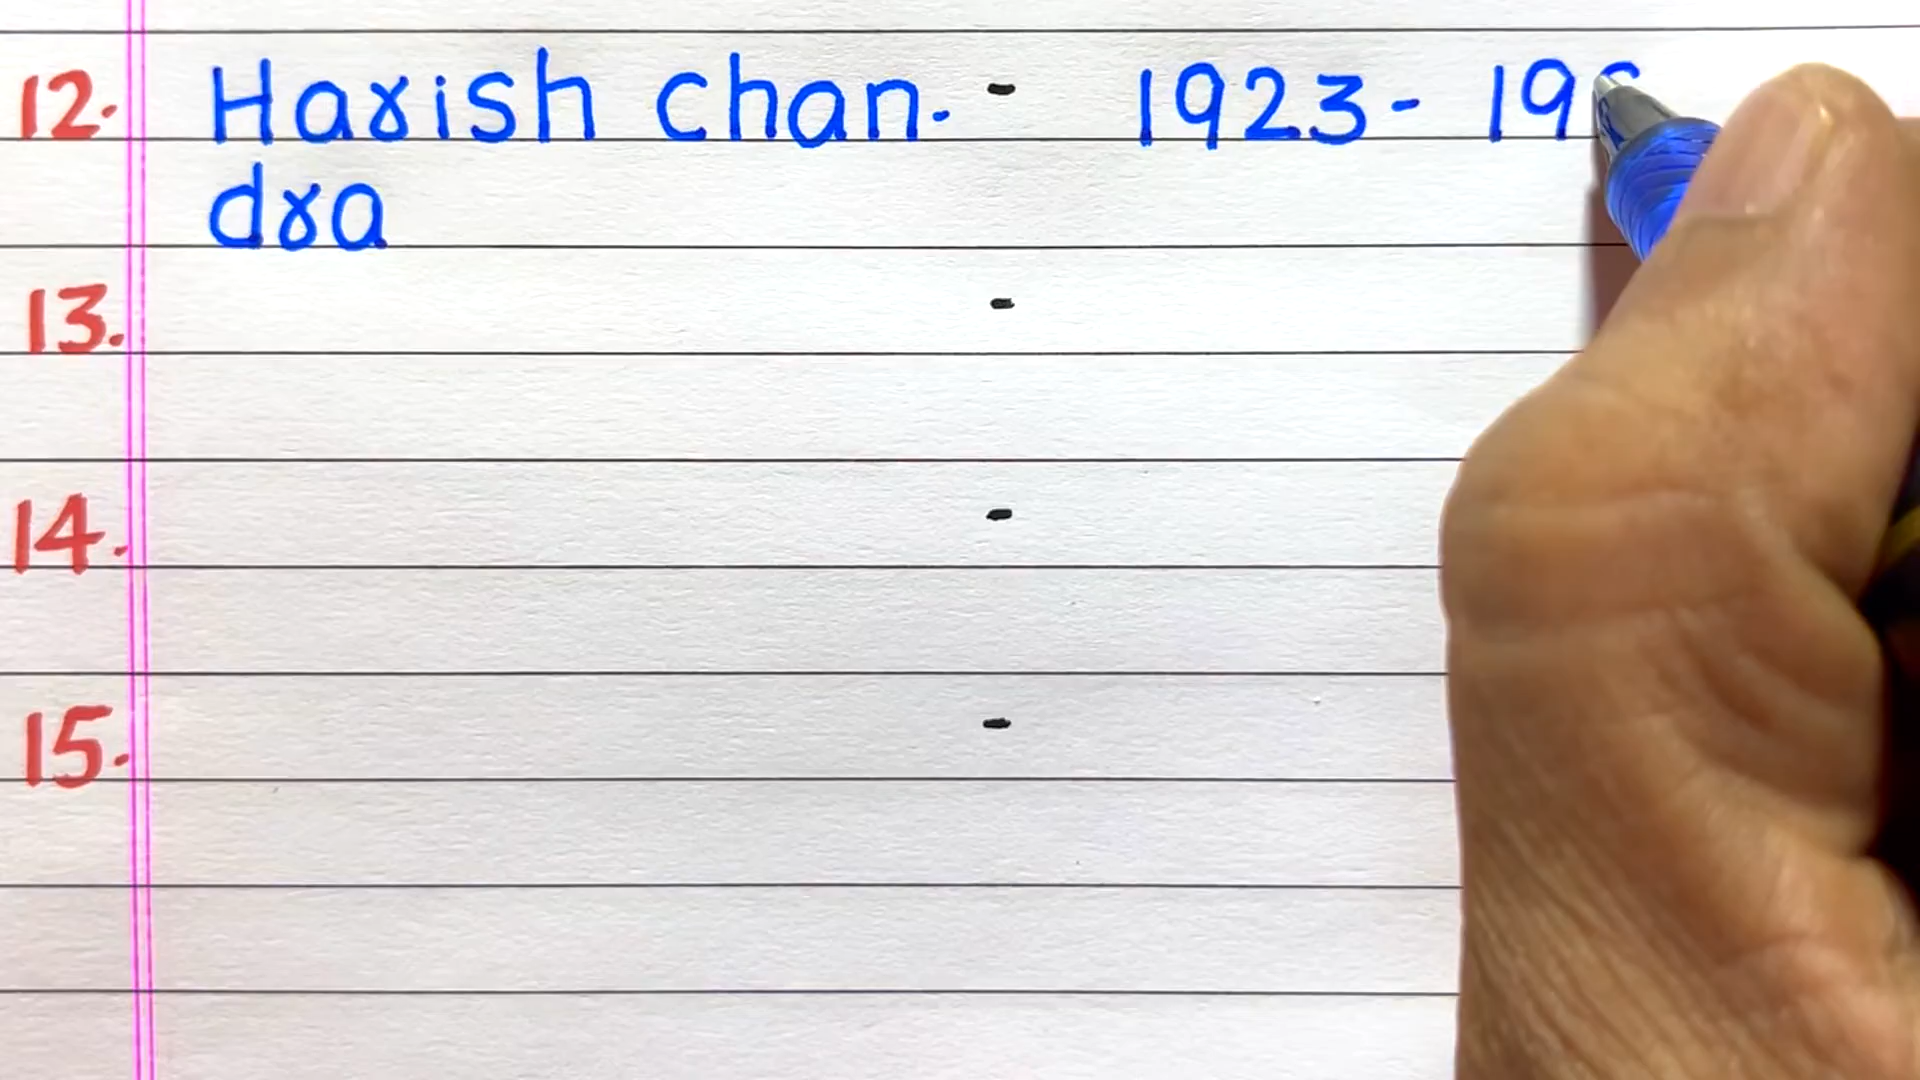 12. Harish chan. - 1923 - 19
dra
13. -
14. -
15. -